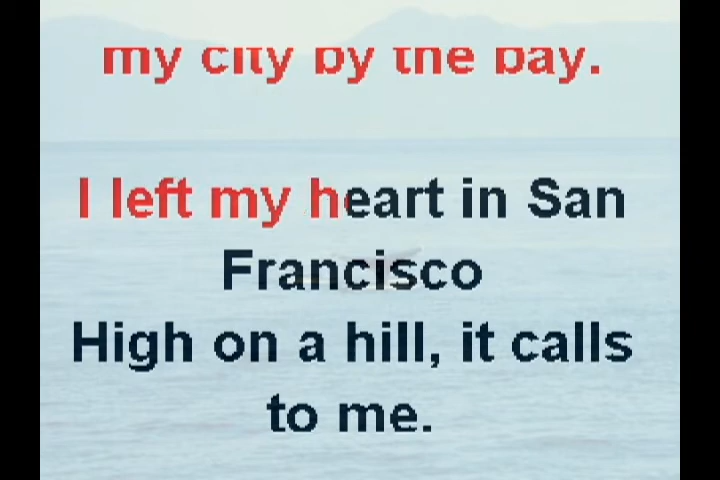 my city by the bay.
I left my heart in San
Francisco
High on a hill, it calls
to me.